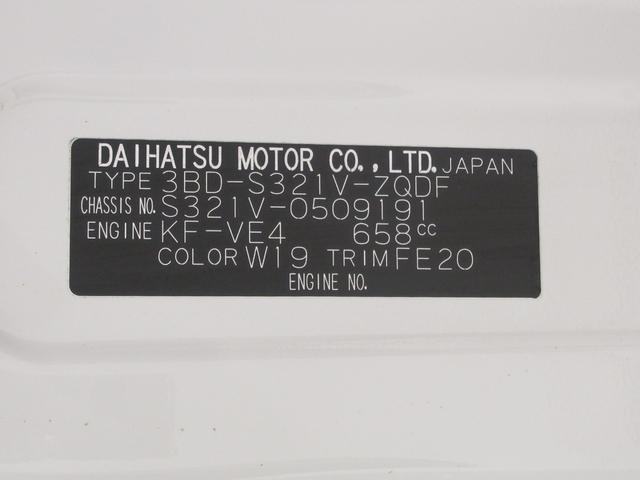 DAIHATSU MOTOR CO., LTD. JAPAN
TYPE 3BD-S321V-ZQDF
CHASSIS NO. S321V-0509191
ENGINE KF-VE4 658cc
COLOR W19 TRIM FE20
ENGINE NO.